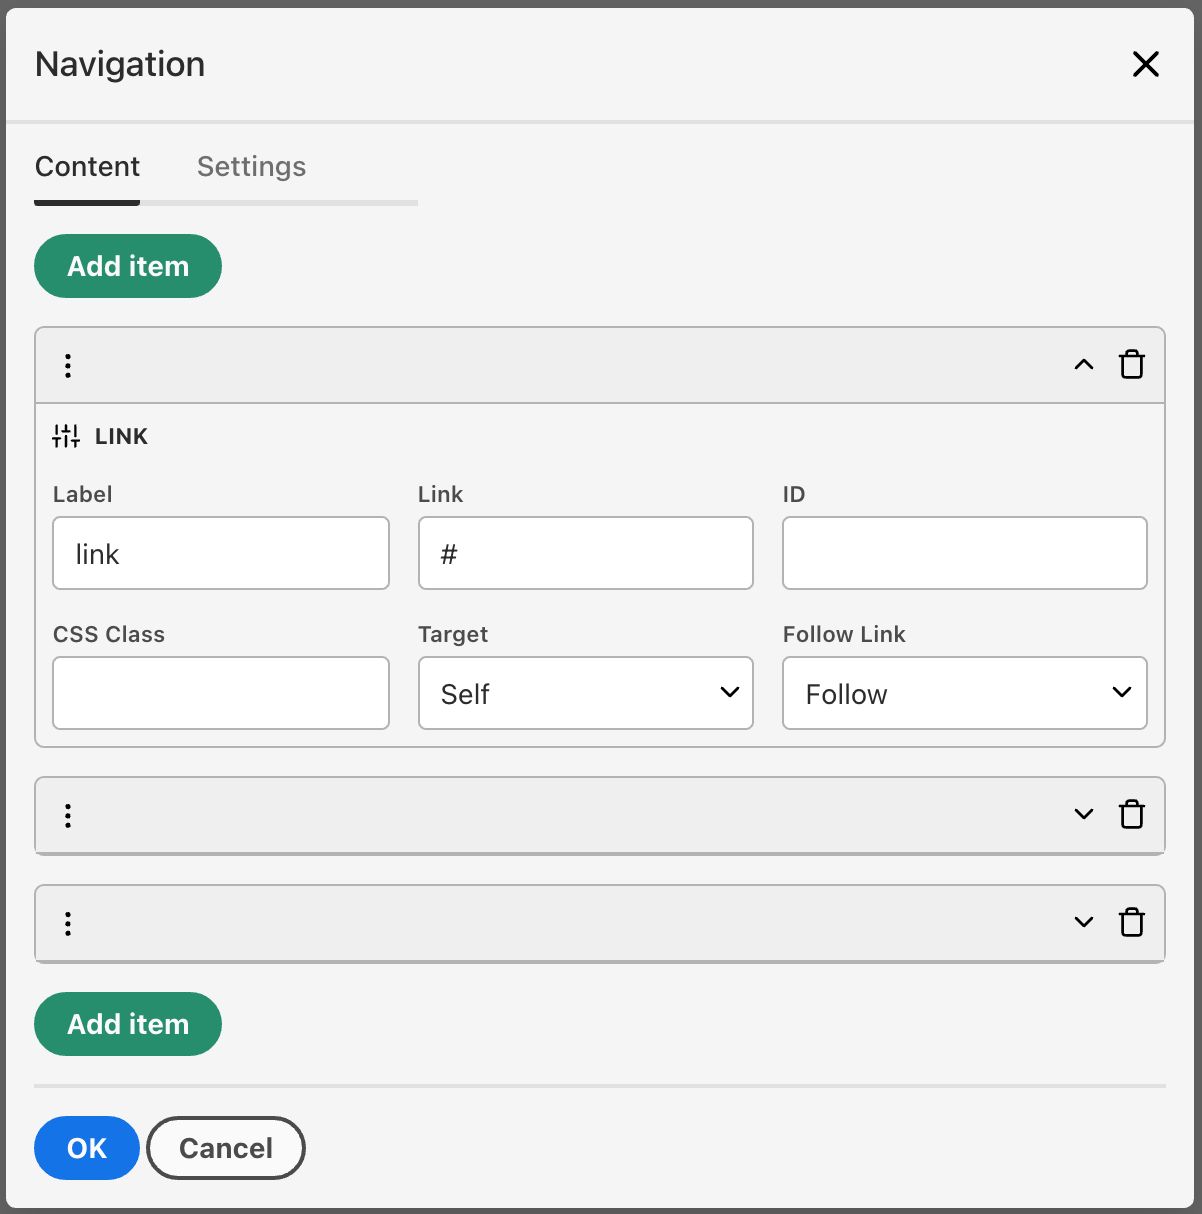 Navigation
Content Settings
Add item
LINK
Label Link ID
link #
CSS Class Target Follow Link
Self Follow
Add item
OK Cancel